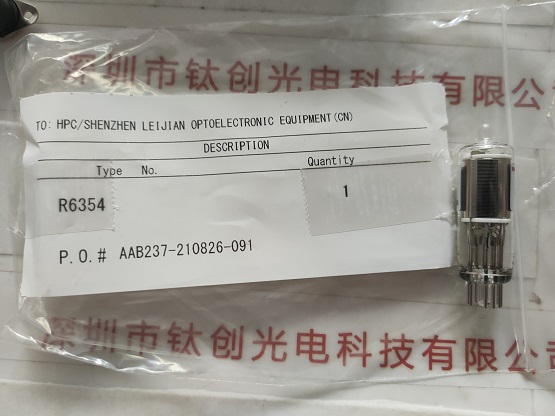 深圳市钛创光电科技有限
TO: HPC/SHENZHEN LEIJIAN OPTOELECTRONIC EQUIPMENT(CN)
DESCRIPTION
Type No. Quantity
R6354 1
P.O.# AAB237-210826-091
深圳市钛创光电科技有限公司